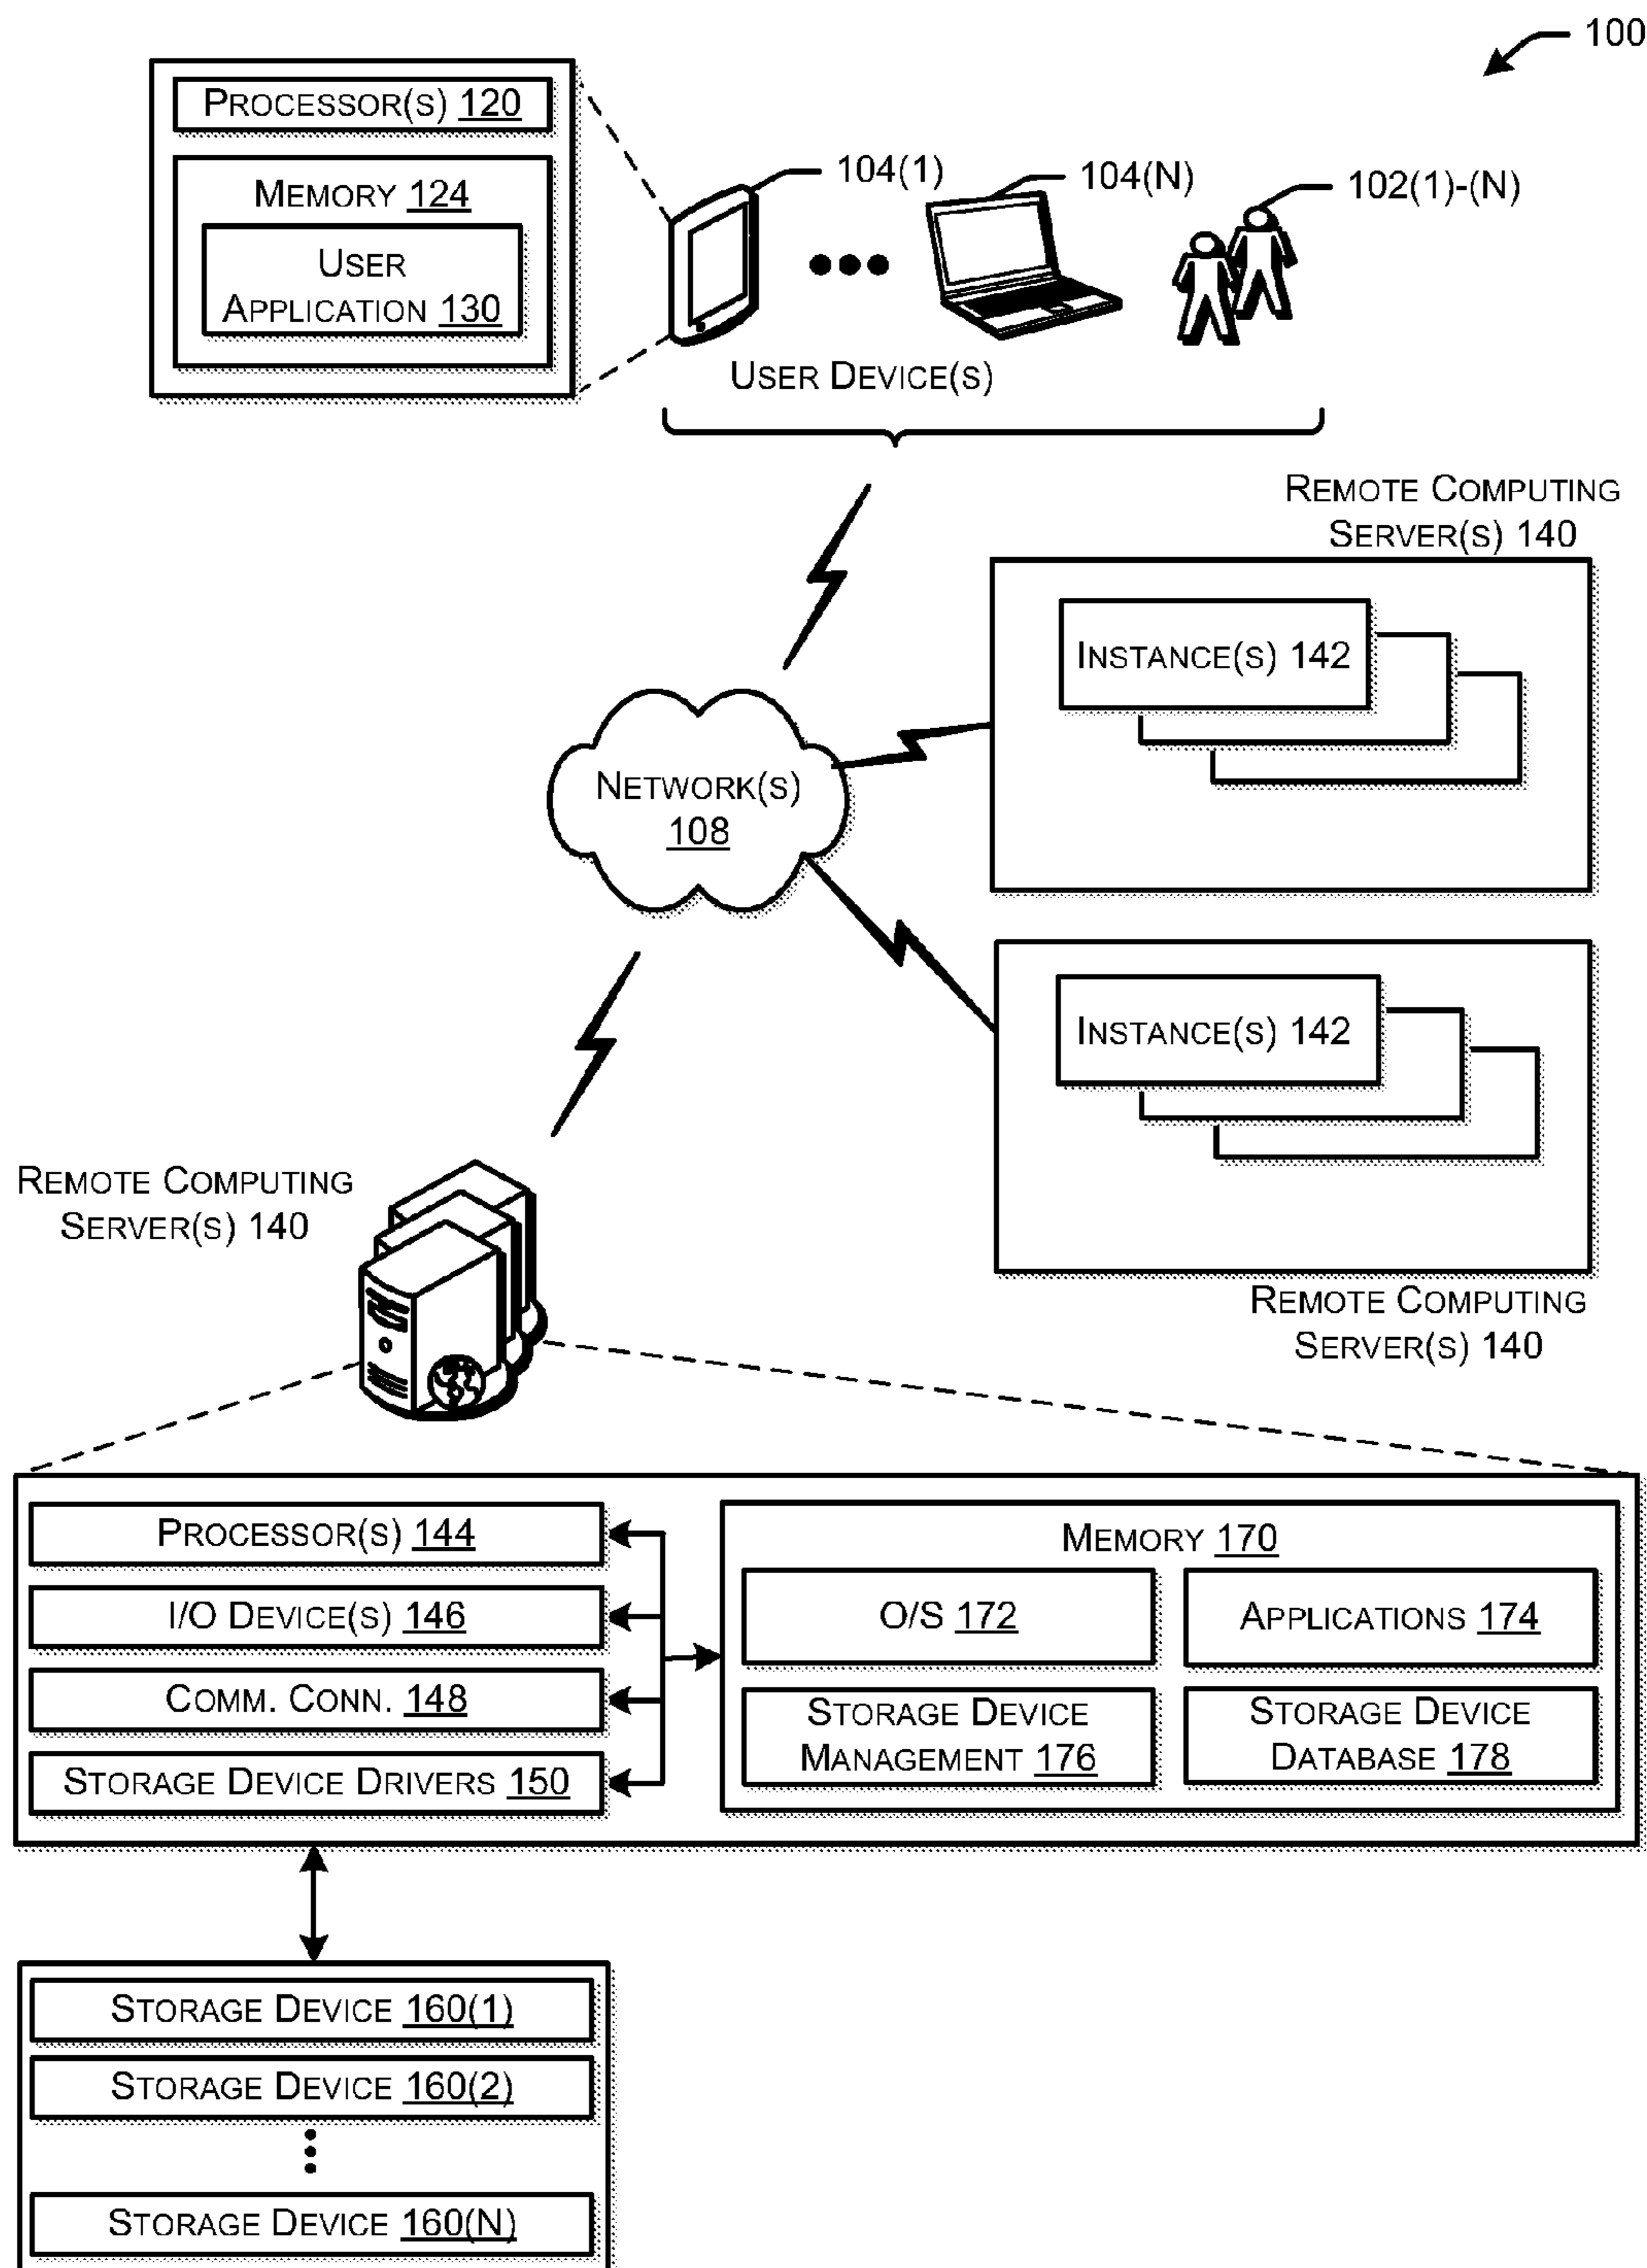 100
PROCESSOR(S) 120
MEMORY 124
USER
APPLICATION 130
104(1)
104(N)
102(1)-(N)
USER DEVICE(S)
REMOTE COMPUTING
SERVER(S) 140
INSTANCE(S) 142
NETWORK(S)
108
INSTANCE(S) 142
REMOTE COMPUTING
SERVER(S) 140
REMOTE COMPUTING
SERVER(S) 140
PROCESSOR(S) 144
I/O DEVICE(S) 146
COMM. CONN. 148
STORAGE DEVICE DRIVERS 150
MEMORY 170
O/S 172
APPLICATIONS 174
STORAGE DEVICE
MANAGEMENT 176
STORAGE DEVICE
DATABASE 178
STORAGE DEVICE 160(1)
STORAGE DEVICE 160(2)
STORAGE DEVICE 160(N)